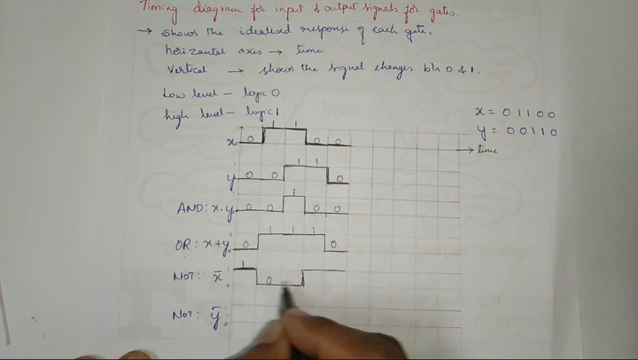 Timing diagram for input & output signals for gates.
→ shows the idealised response of each gate.
horizantal axis → time
Vertical → shows the signal changes b/n 0 & 1.
Low level – logic 0
high level – logic 1
x = 0 1 1 0 0
y = 0 0 1 1 0
→ time
x 0 1 1 0 0
y 0 0 1 1 0
AND: x.y 0 0 1 0 0
OR: x+y 0 1 1 1 0
NOT: x̄ 1 0
NOT: ȳ